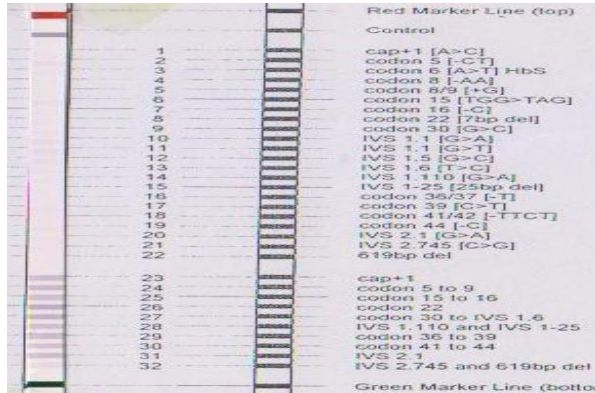 Red Marker Line (top)
Control
1 cap+1 [A>C]
2 codon 5 [-CT]
3 codon 6 [A>T] HbS
4 codon 8 [-AA]
5 codon 8/9 [+G]
6 codon 15 [TGG>TAG]
7 codon 16 [-C]
8 codon 22 [7bp del]
9 codon 30 [G>C]
10 IVS 1.1 [G>A]
11 IVS 1.1 [G>T]
12 IVS 1.5 [G>C]
13 IVS 1.6 [T>C]
14 IVS 1.110 [G>A]
15 IVS 1-25 [25bp del]
16 codon 36/37 [-T]
17 codon 39 [C>T]
18 codon 41/42 [-TTCT]
19 codon 44 [-C]
20 IVS 2.1 [G>A]
21 IVS 2.745 [C>G]
22 619bp del
23 cap+1
24 codon 5 to 9
25 codon 15 to 16
26 codon 22
27 codon 30 to IVS 1.6
28 IVS 1.110 and IVS 1-25
29 codon 36 to 39
30 codon 41 to 44
31 IVS 2.1
32 IVS 2.745 and 619bp del
Green Marker Line (botto